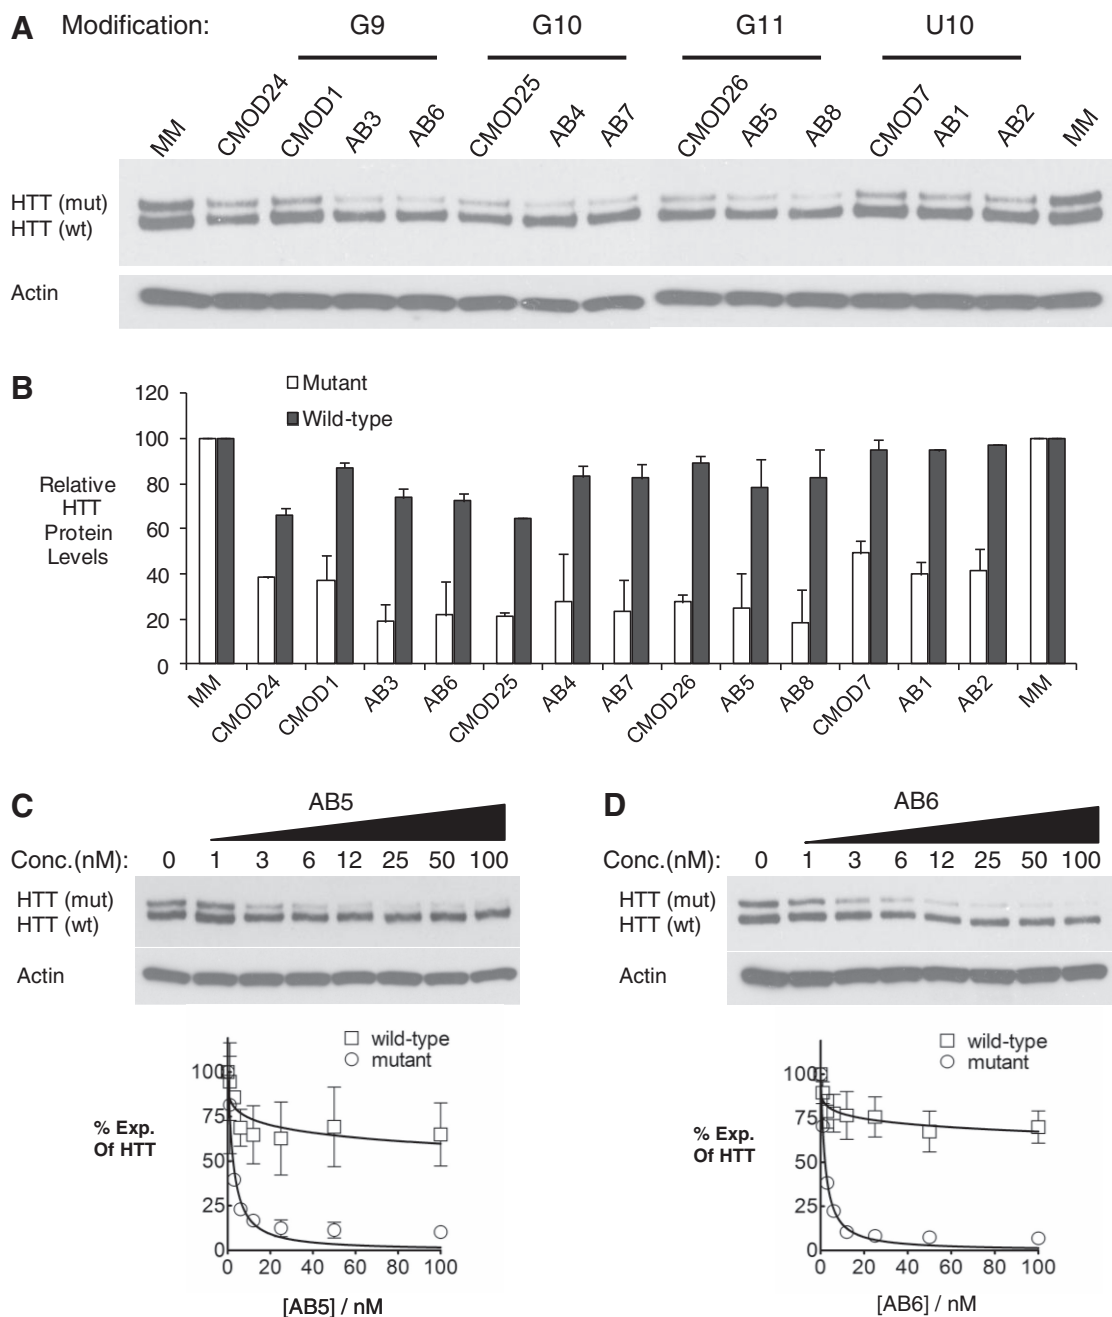 A Modification: G9 G10 G11 U10
MM CMOD24 CMOD1 AB3 AB6 CMOD25 AB4 AB7 CMOD26 AB5 AB8 CMOD7 AB1 AB2 MM
HTT (mut)
HTT (wt)
Actin
B
Mutant
Wild-type
Relative
HTT
Protein
Levels
120
100
80
60
40
20
0
MM CMOD24 CMOD1 AB3 AB6 CMOD25 AB4 AB7 CMOD26 AB5 AB8 CMOD7 AB1 AB2 MM
C
AB5
Conc.(nM): 0 1 3 6 12 25 50 100
HTT (mut)
HTT (wt)
Actin
wild-type
mutant
% Exp.
Of HTT
100
75
50
25
0
0 20 40 60 80 100
[AB5] / nM
D
AB6
Conc.(nM): 0 1 3 6 12 25 50 100
HTT (mut)
HTT (wt)
Actin
wild-type
mutant
% Exp.
Of HTT
100
75
50
25
0
0 20 40 60 80 100
[AB6] / nM